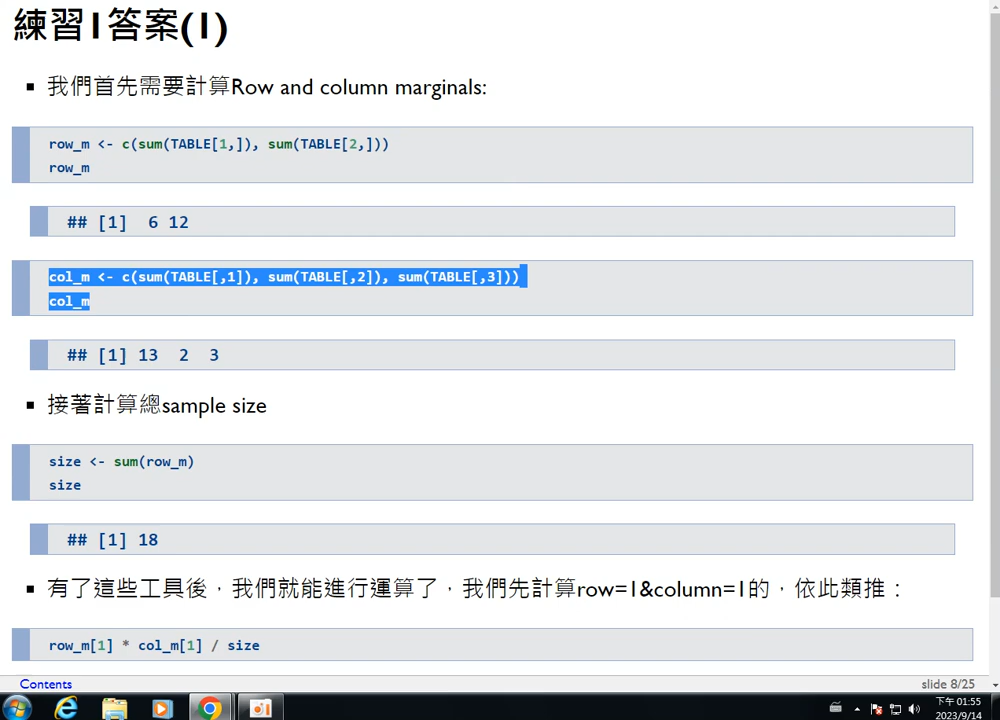 練習1答案(1)
我們首先需要計算Row and column marginals:
row_m <- c(sum(TABLE[1,]), sum(TABLE[2,]))
row_m
## [1]  6 12
col_m <- c(sum(TABLE[,1]), sum(TABLE[,2]), sum(TABLE[,3]))
col_m
## [1] 13  2  3
接著計算總sample size
size <- sum(row_m)
size
## [1] 18
有了這些工具後，我們就能進行運算了，我們先計算row=1&column=1的，依此類推：
row_m[1] * col_m[1] / size
Contents
slide 8/25
下午 01:55
2023/9/14